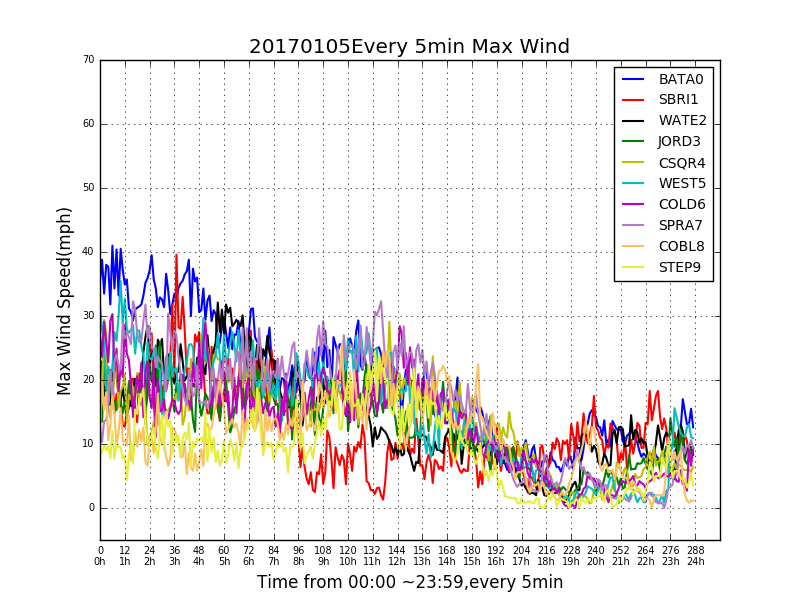 20170105Every 5min Max Wind
70
60
50
40
30
20
10
0
Max Wind Speed(mph)
BATA0
SBRI1
WATE2
JORD3
CSQR4
WEST5
COLD6
SPRA7
COBL8
STEP9
0 12 24 36 48 60 72 84 96 108 120 132 144 156 168 180 192 204 216 228 240 252 264 276 288
0h 1h 2h 3h 4h 5h 6h 7h 8h 9h 10h 11h 12h 13h 14h 15h 16h 17h 18h 19h 20h 21h 22h 23h 24h
Time from 00:00 ~23:59,every 5min